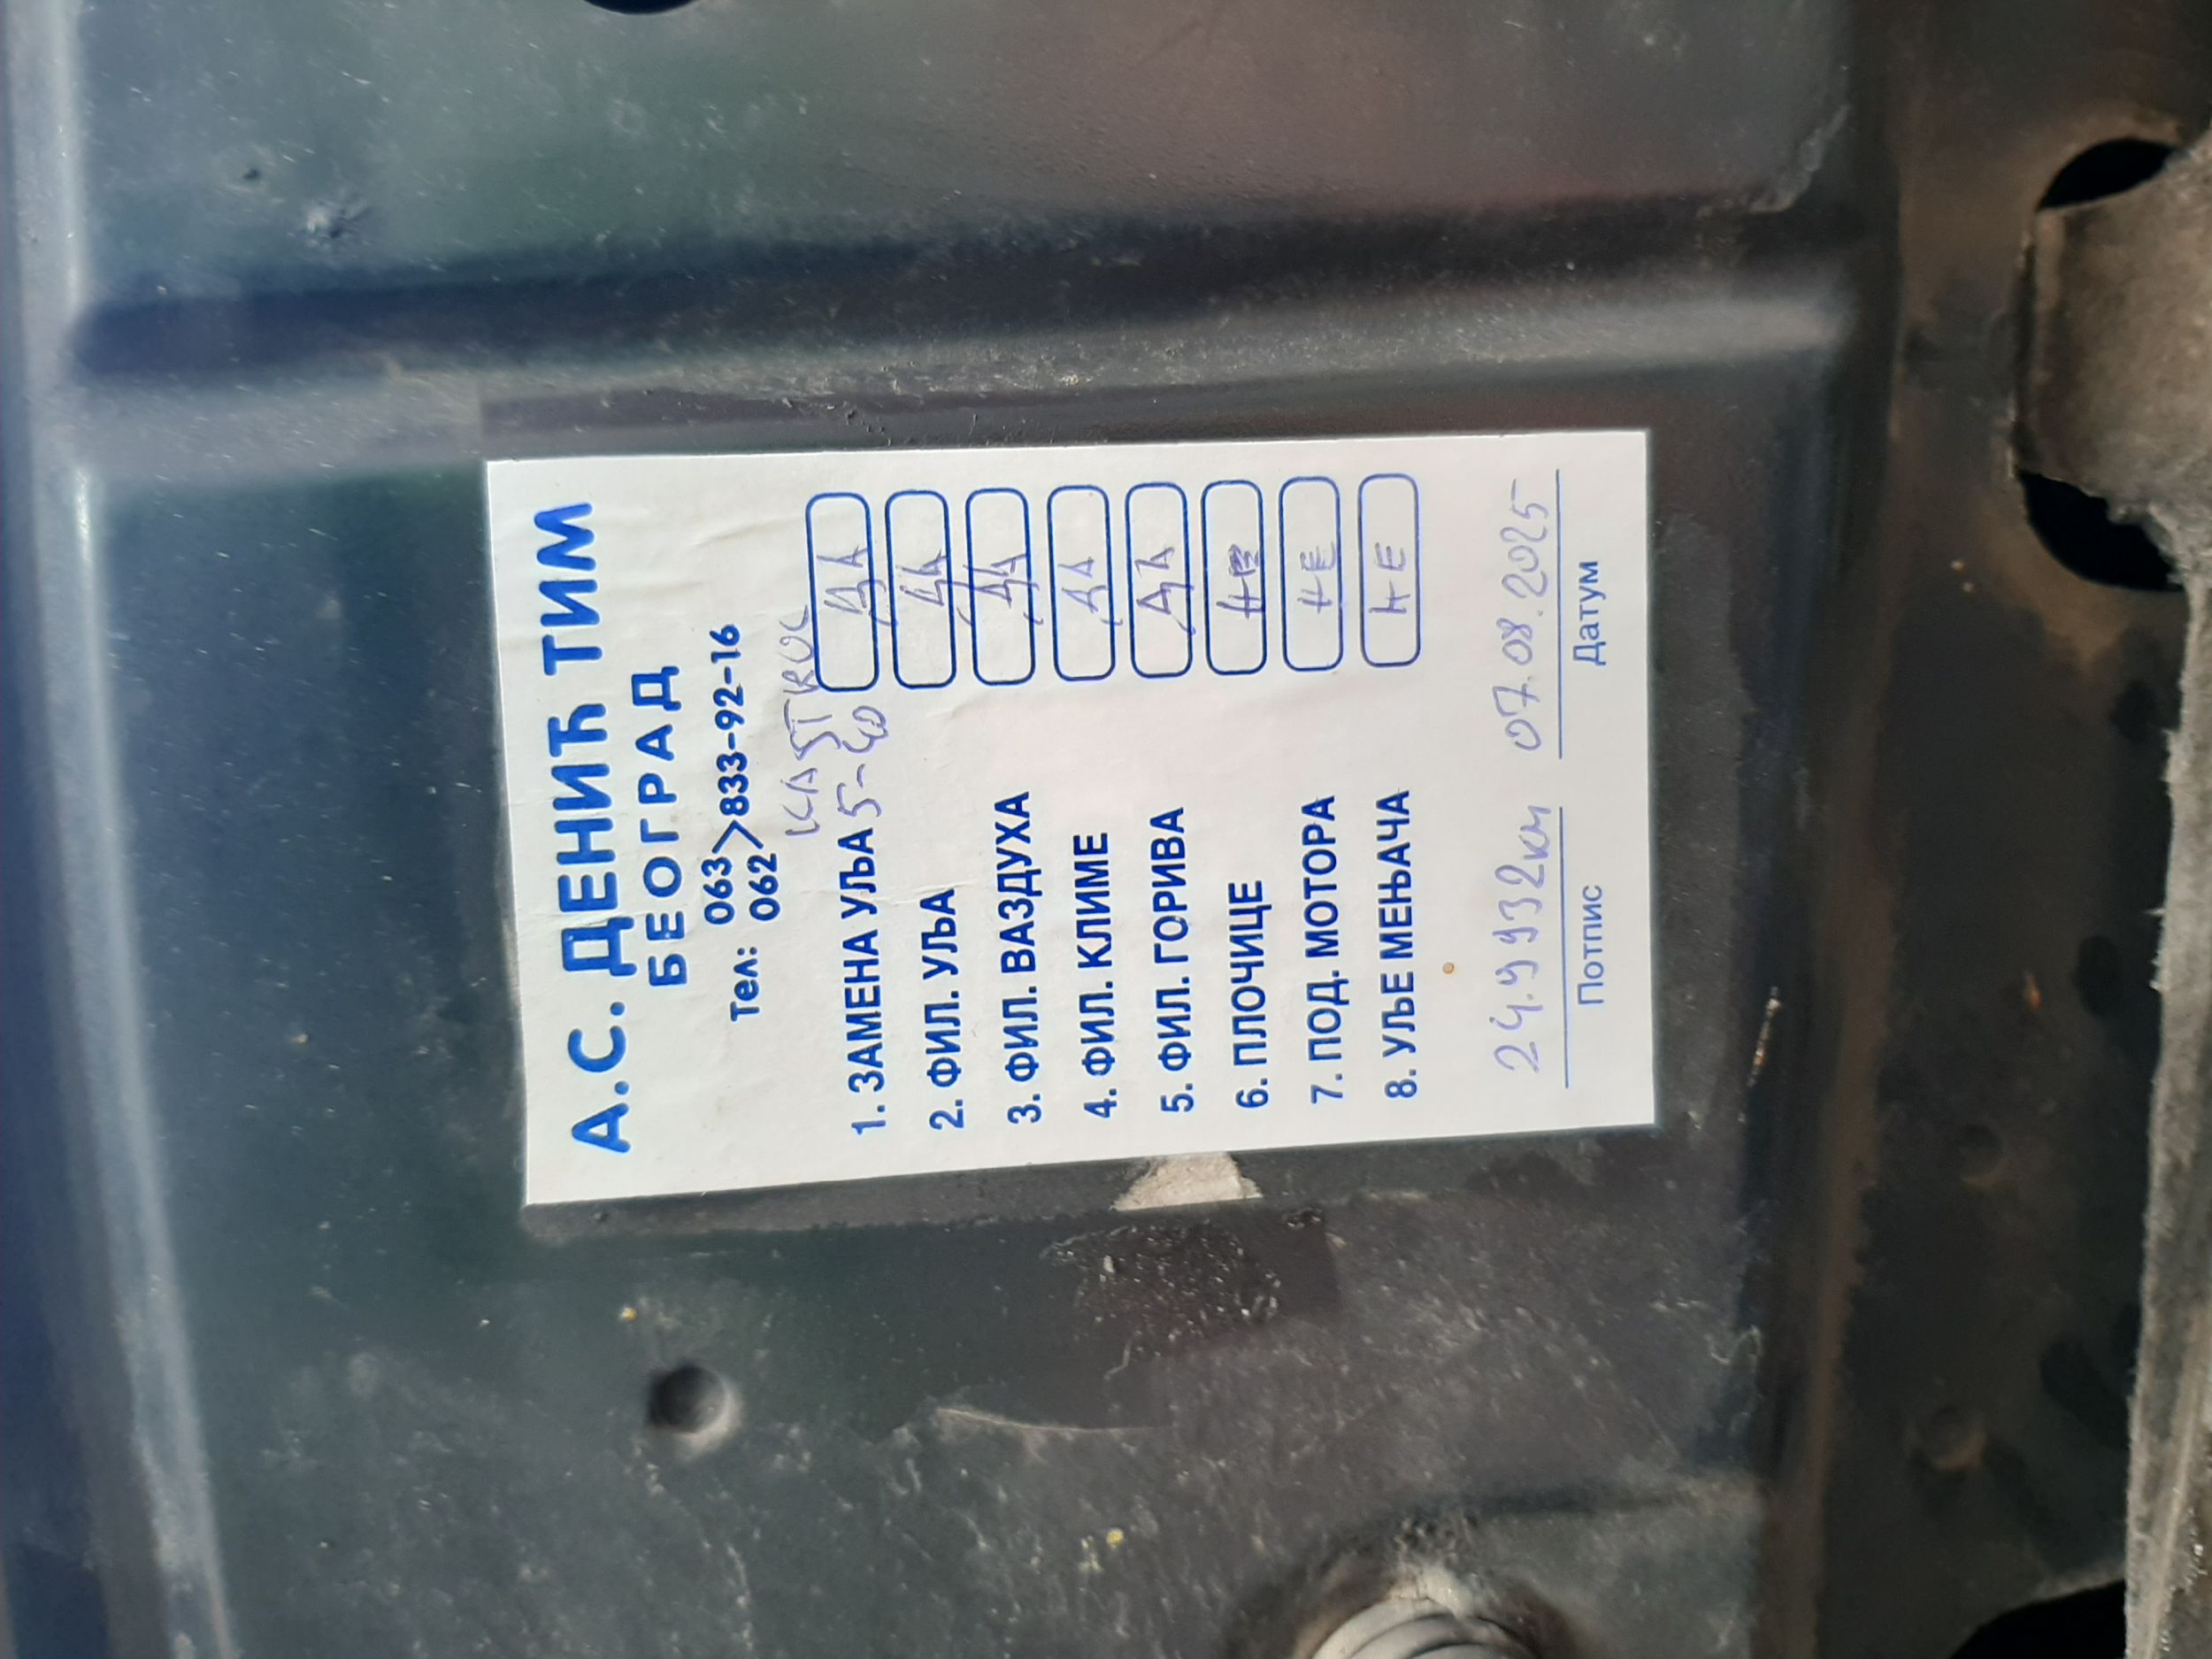 А.С. ДЕНИЋ ТИМ
БЕОГРАД
Тел: 063
062 >833-92-16
KASTROL
1. ЗАМЕНА УЉА 5-40 ДА
2. ФИЛ. УЉА ДА
3. ФИЛ. ВАЗДУХА ДА
4. ФИЛ. КЛИМЕ ДА
5. ФИЛ. ГОРИВА ДА
6. ПЛОЧИЦЕ НЕ
7. ПОД. МОТОРА НЕ
8. УЉЕ МЕЊАЧА НЕ
249932км 07.08.2025
Потпис Датум